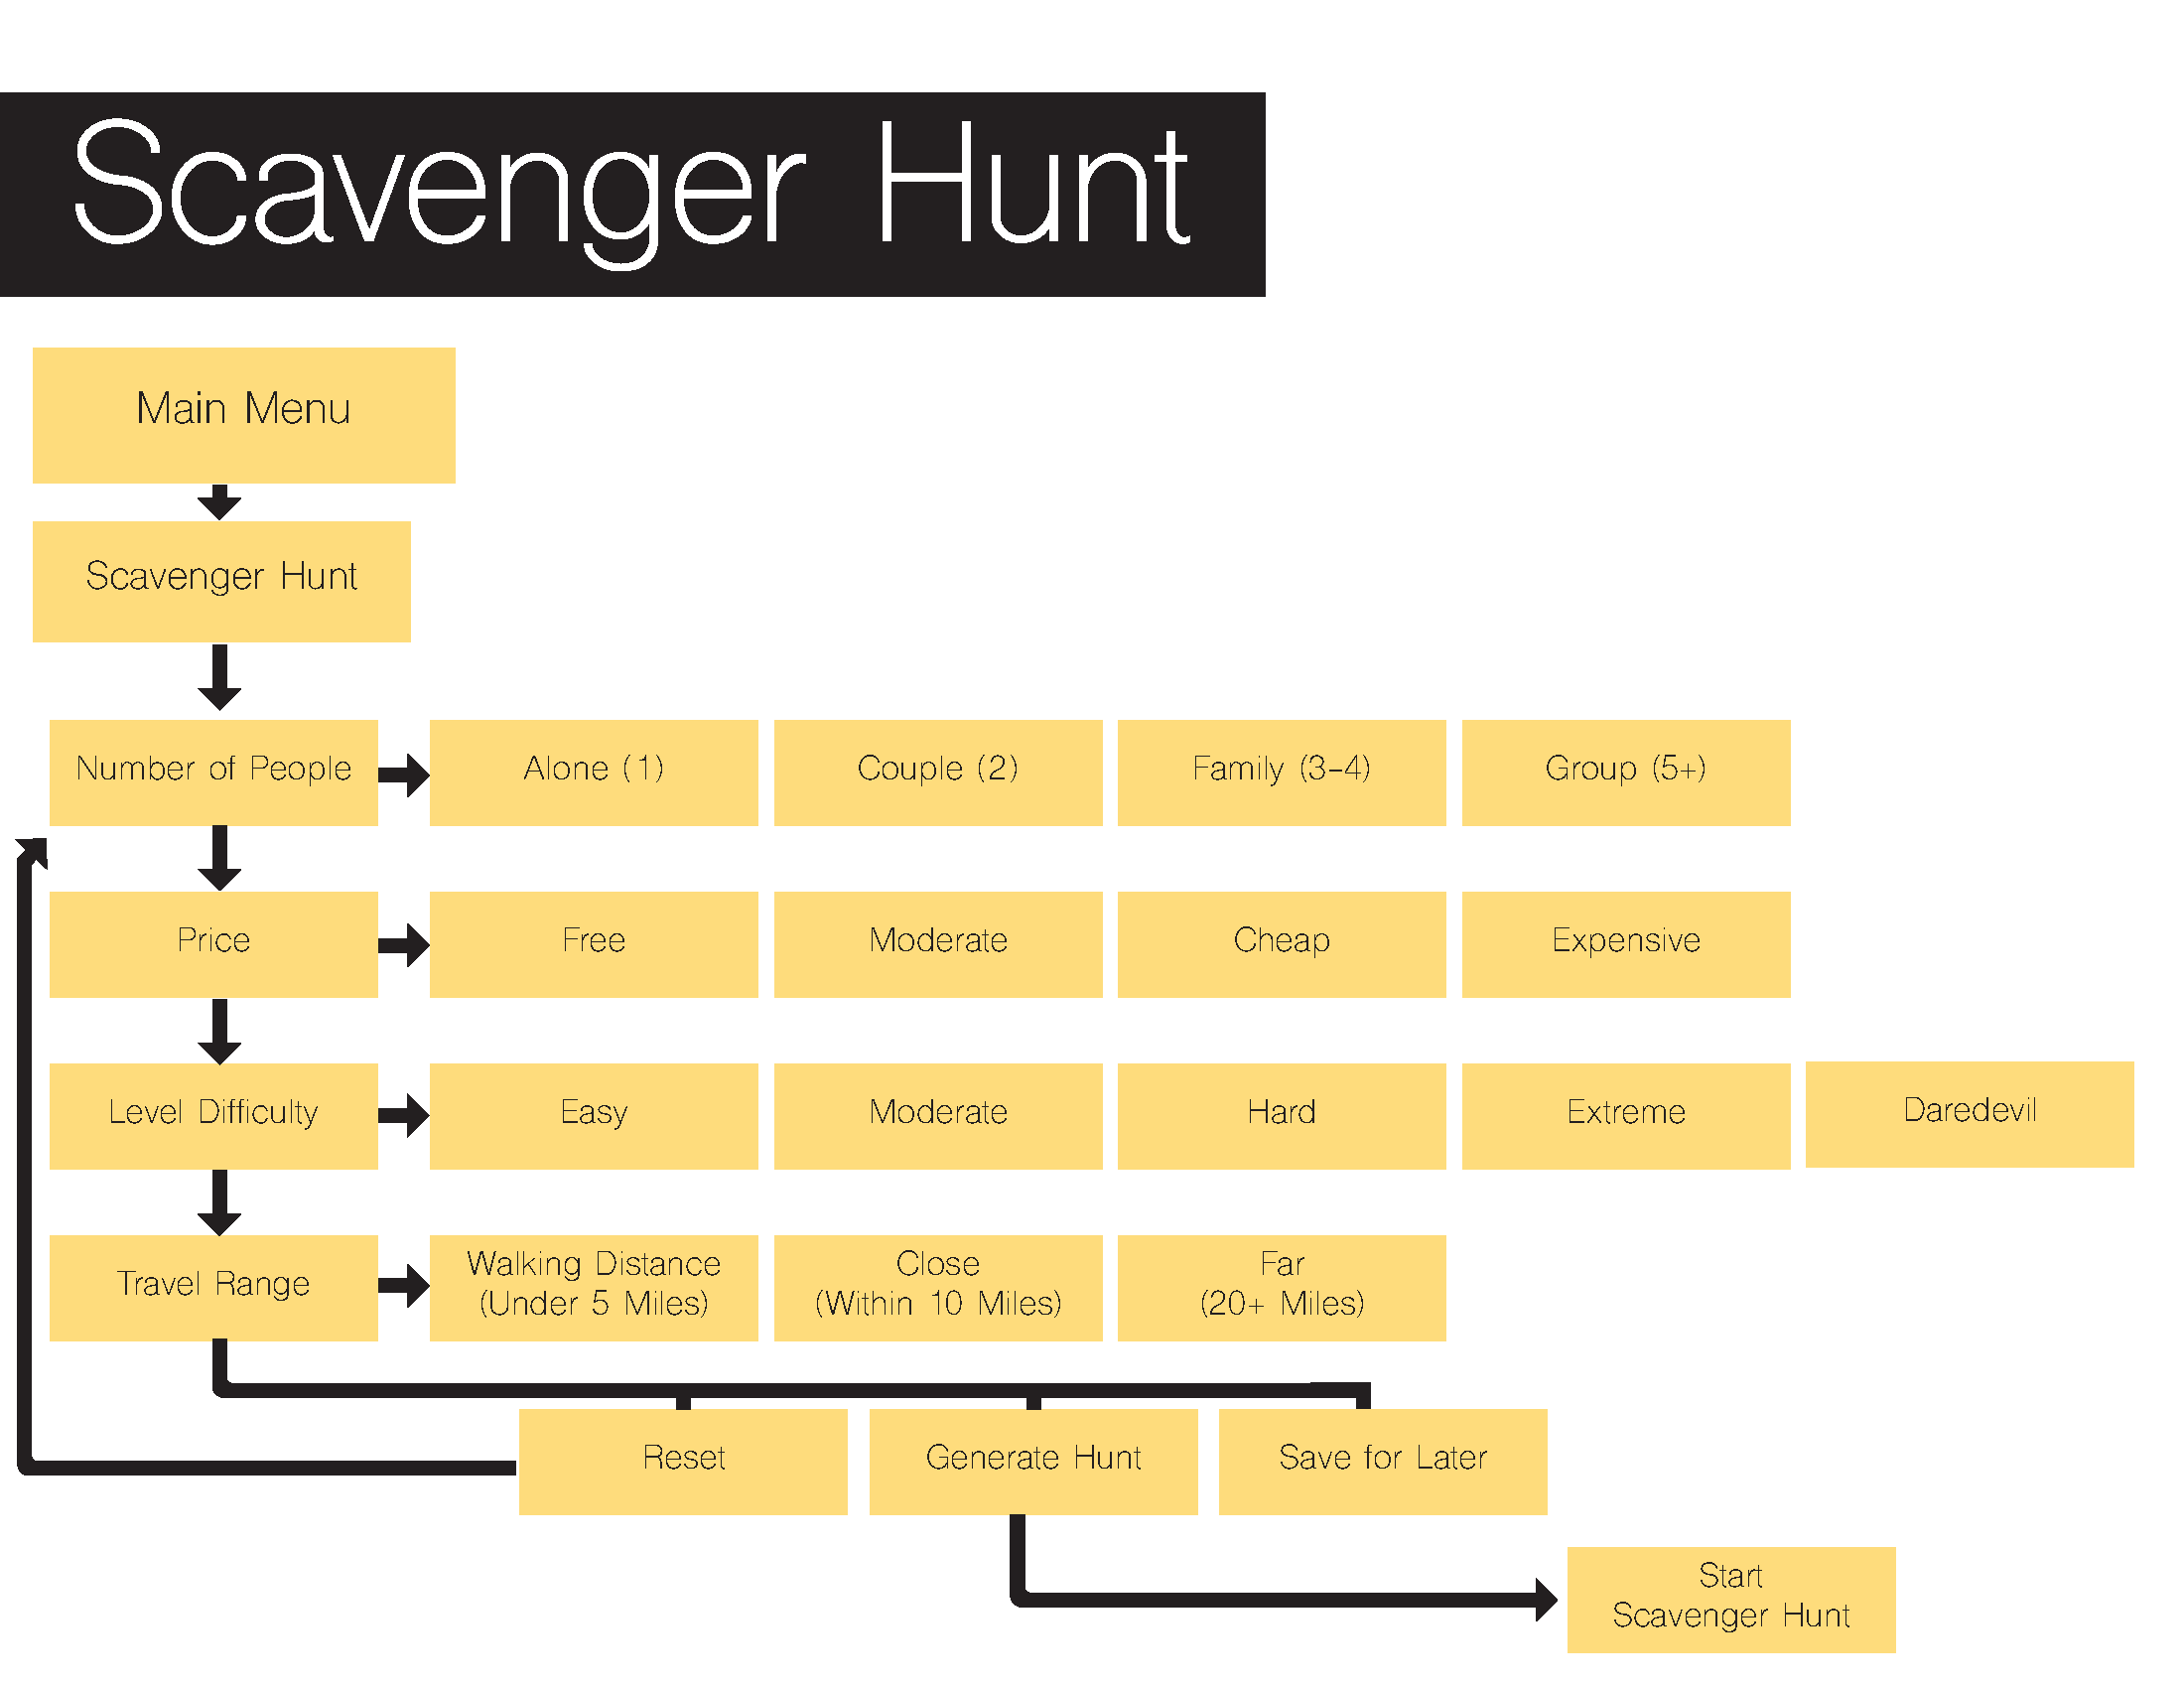 Scavenger Hunt
Main Menu
Scavenger Hunt
Number of People
Alone (1)
Couple (2)
Family (3-4)
Group (5+)
Price
Free
Moderate
Cheap
Expensive
Level Difficulty
Easy
Moderate
Hard
Extreme
Daredevil
Travel Range
Walking Distance
(Under 5 Miles)
Close
(Within 10 Miles)
Far
(20+ Miles)
Reset
Generate Hunt
Save for Later
Start
Scavenger Hunt